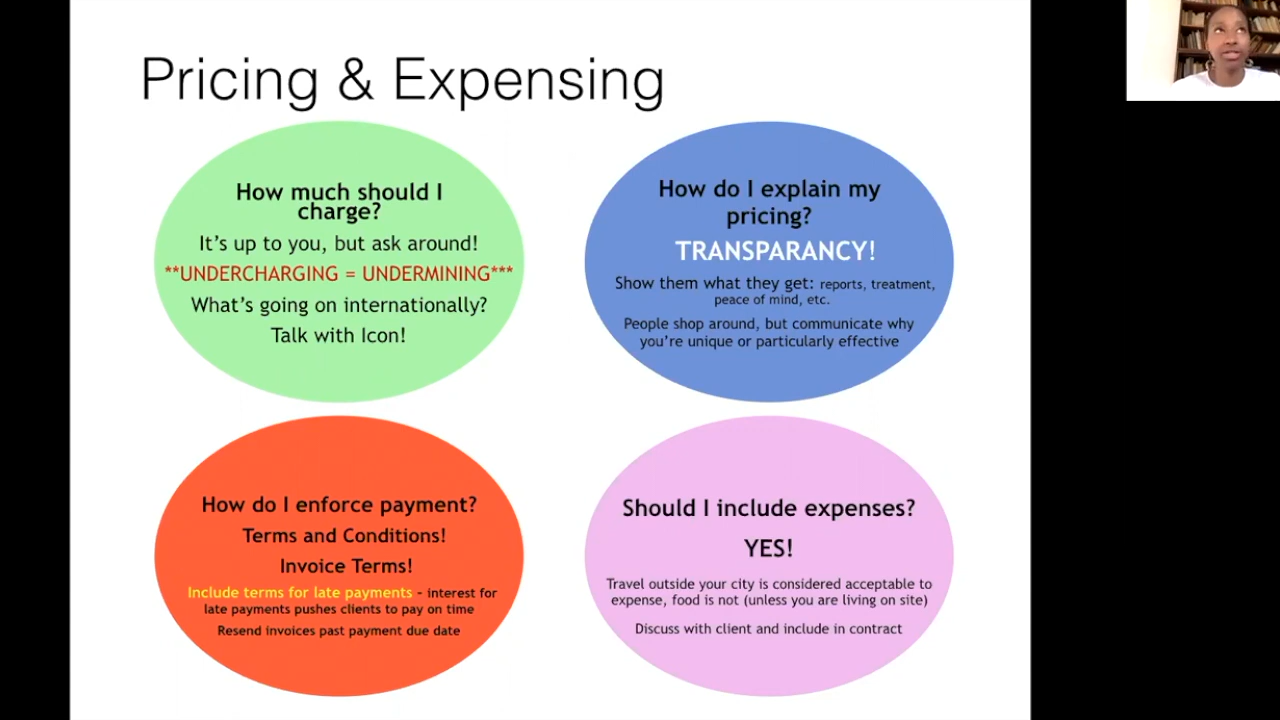 Pricing & Expensing
How much should I
charge?
It's up to you, but ask around!
**UNDERCHARGING = UNDERMINING***
What's going on internationally?
Talk with Icon!
How do I explain my
pricing?
TRANSPARANCY!
Show them what they get: reports, treatment,
peace of mind, etc.
People shop around, but communicate why
you're unique or particularly effective
How do I enforce payment?
Terms and Conditions!
Invoice Terms!
Include terms for late payments - interest for
late payments pushes clients to pay on time
Resend invoices past payment due date
Should I include expenses?
YES!
Travel outside your city is considered acceptable to
expense, food is not (unless you are living on site)
Discuss with client and include in contract